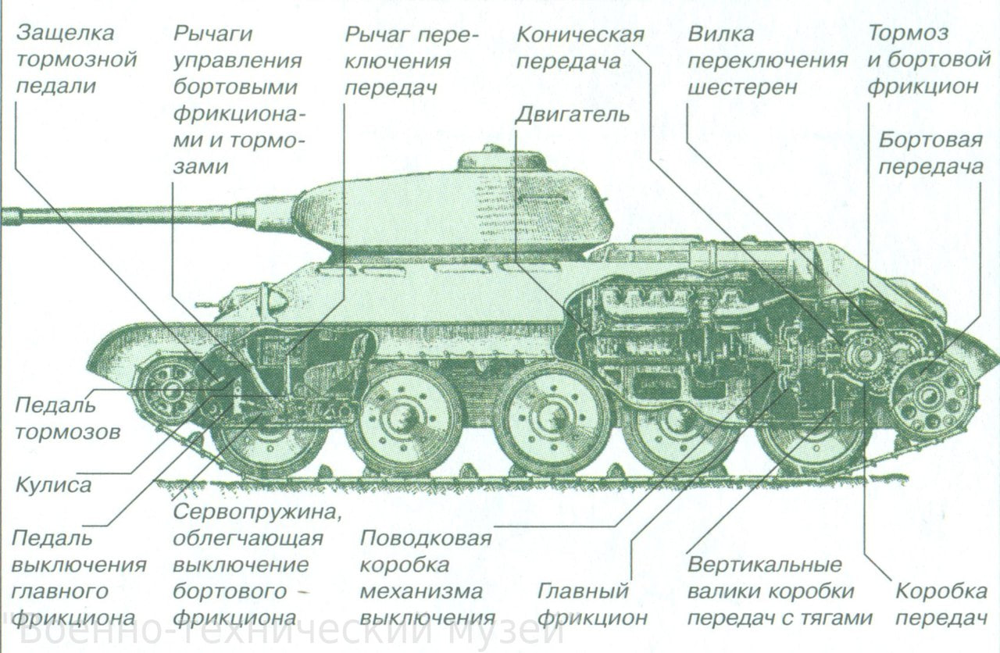 Защелка
тормозной
педали
Рычаги
управления
бортовыми
фрикциона-
ми и тормо-
зами
Рычаг пере-
ключения
передач
Коническая
передача
Двигатель
Вилка
переключения
шестерен
Тормоз
и бортовой
фрикцион
Бортовая
передача
Педаль
тормозов
Кулиса
Педаль
выключения
главного
фрикциона
Сервопружина,
облегчающая
выключение
бортового
фрикциона
Поводковая
коробка
механизма
выключения
Главный
фрикцион
Вертикальные
валики коробки
передач с тягами
Коробка
передач
"Военно-технический музей"